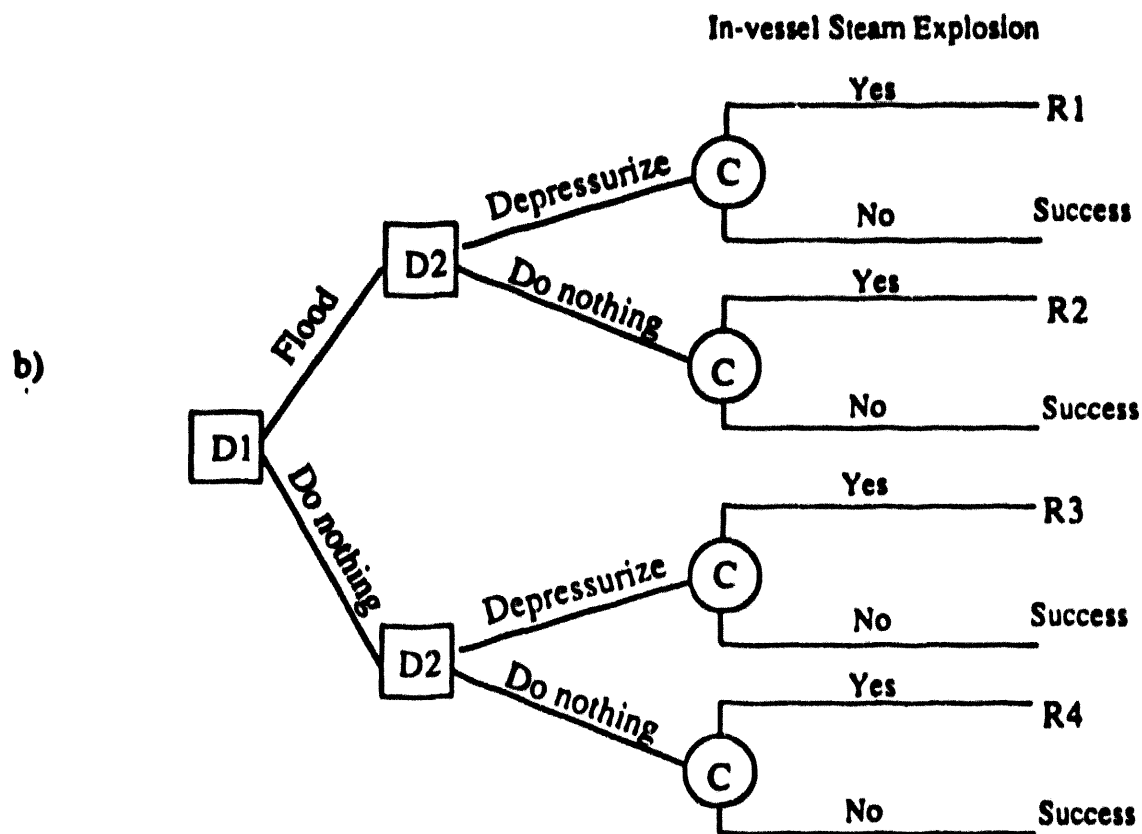 In-vessel Steam Explosion
Yes
R1
Depressurize
C
No
Success
D2
Do nothing
Yes
R2
C
No
Success
Flood
b)
D1
Do nothing
Yes
R3
Depressurize
C
No
Success
D2
Do nothing
Yes
R4
C
No
Success